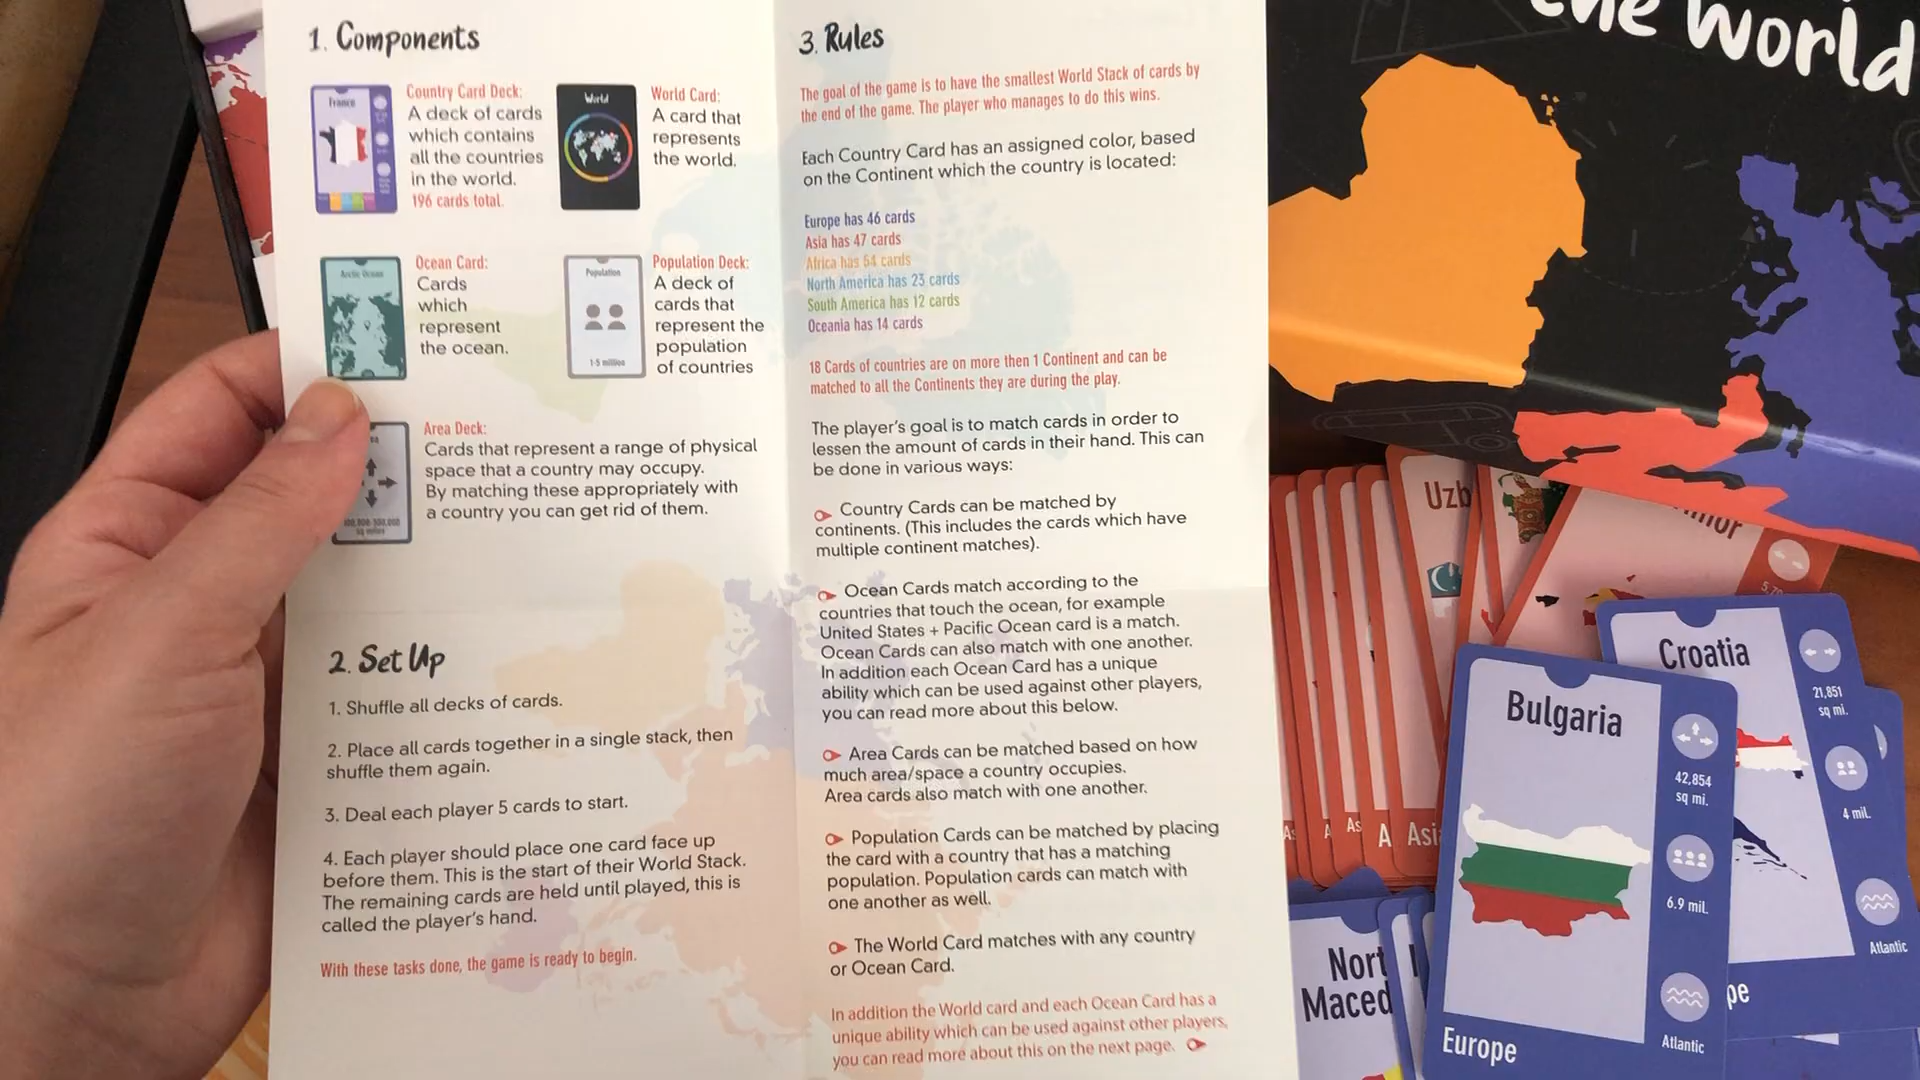 1. Components
Country Card Deck:
A deck of cards
which contains
all the countries
in the world.
196 cards total.
France
World
World Card:
A card that
represents
the world.
Arctic Ocean
Ocean Card:
Cards
which
represent
the ocean.
Population
1-5 million
Population Deck:
A deck of
cards that
represent the
population
of countries
Area Deck:
Cards that represent a range of physical
space that a country may occupy.
By matching these appropriately with
a country you can get rid of them.
sq miles
2. Set Up
1. Shuffle all decks of cards.
2. Place all cards together in a single stack, then
shuffle them again.
3. Deal each player 5 cards to start.
4. Each player should place one card face up
before them. This is the start of their World Stack.
The remaining cards are held until played, this is
called the player's hand.
With these tasks done, the game is ready to begin.
3. Rules
The goal of the game is to have the smallest World Stack of cards by
the end of the game. The player who manages to do this wins.
Each Country Card has an assigned color, based
on the Continent which the country is located:
Europe has 46 cards
Asia has 47 cards
Africa has 54 cards
North America has 23 cards
South America has 12 cards
Oceania has 14 cards
18 Cards of countries are on more then 1 Continent and can be
matched to all the Continents they are during the play.
The player's goal is to match cards in order to
lessen the amount of cards in their hand. This can
be done in various ways:
Country Cards can be matched by
continents. (This includes the cards which have
multiple continent matches).
Ocean Cards match according to the
countries that touch the ocean, for example
United States + Pacific Ocean card is a match.
Ocean Cards can also match with one another.
In addition each Ocean Card has a unique
ability which can be used against other players,
you can read more about this below.
Area Cards can be matched based on how
much area/space a country occupies.
Area cards also match with one another.
Population Cards can be matched by placing
the card with a country that has a matching
population. Population cards can match with
one another as well.
The World Card matches with any country
or Ocean Card.
In addition the World card and each Ocean Card has a
unique ability which can be used against other players,
you can read more about this on the next page.
the World
Uzb
mor
As
A
As
A
Asi
Croatia
21,851
sq mi.
4 mil.
Atlantic
pe
Bulgaria
42,854
sq mi.
6.9 mil.
Atlantic
Europe
Nort
Maced